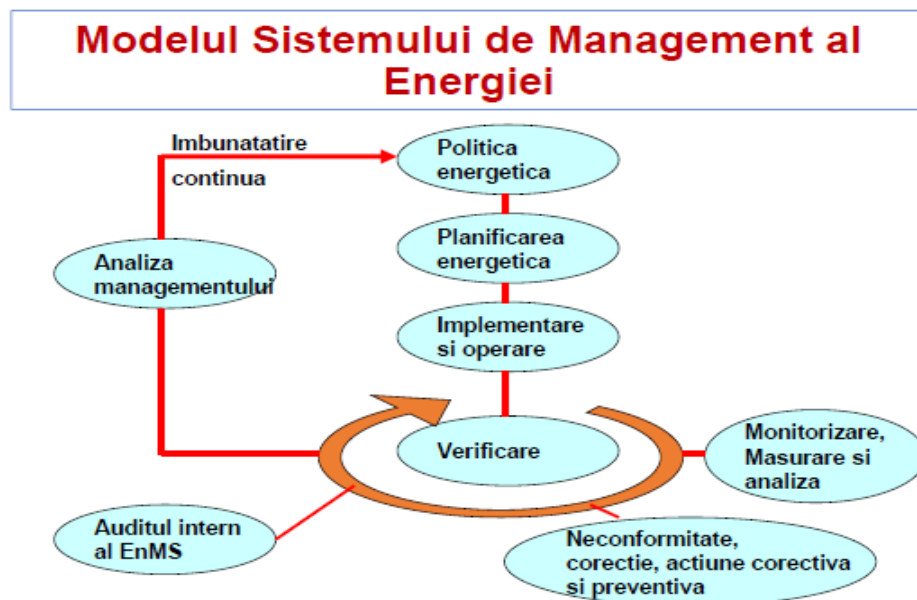 Modelul Sistemului de Management al
Energiei
Imbunatatire
continua
Politica
energetica
Planificarea
energetica
Analiza
managementului
Implementare
si operare
Verificare
Monitorizare,
Masurare si
analiza
Auditul intern
al EnMS
Neconformitate,
corectie, actiune corectiva
si preventiva